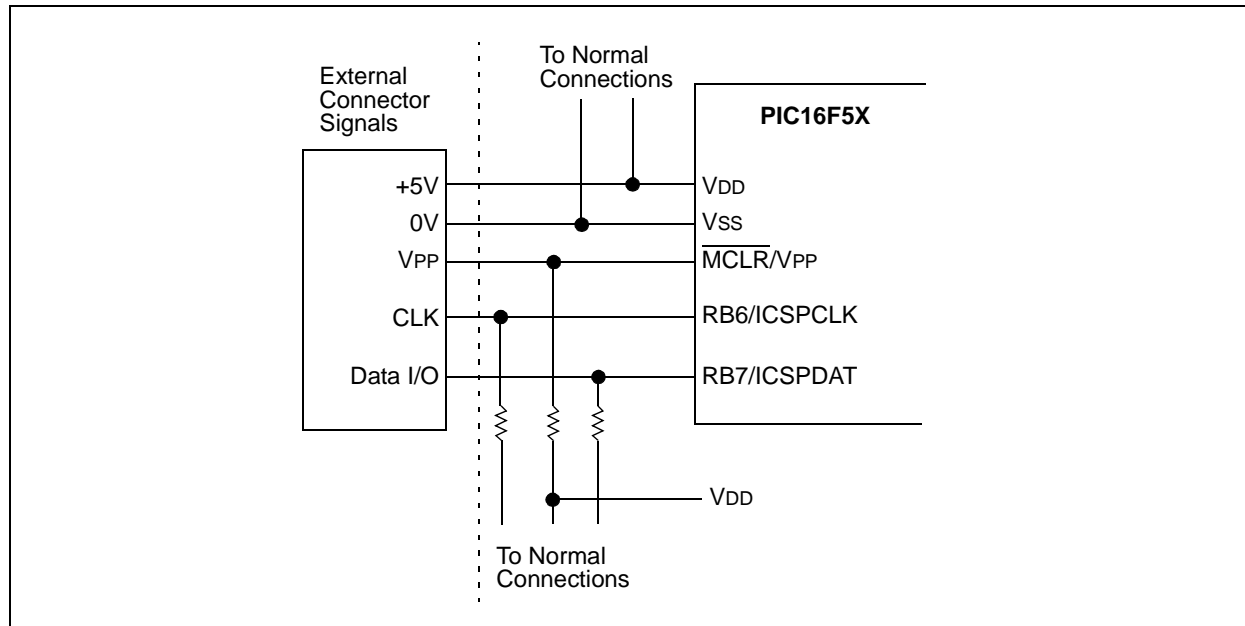 To Normal
Connections
External
Connector
Signals
PIC16F5X
+5V
VDD
0V
VSS
VPP
MCLR/VPP
CLK
RB6/ICSPCLK
Data I/O
RB7/ICSPDAT
VDD
To Normal
Connections